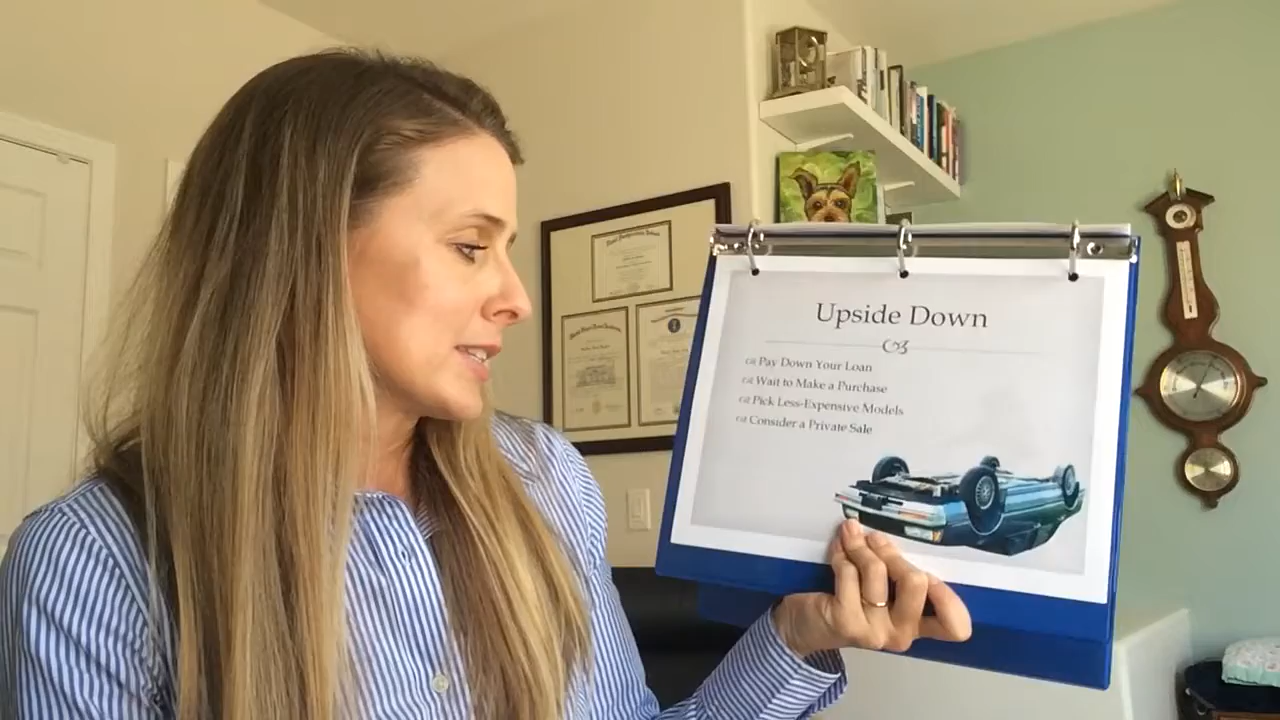 Upside Down
Pay Down Your Loan
Wait to Make a Purchase
Pick Less-Expensive Models
Consider a Private Sale